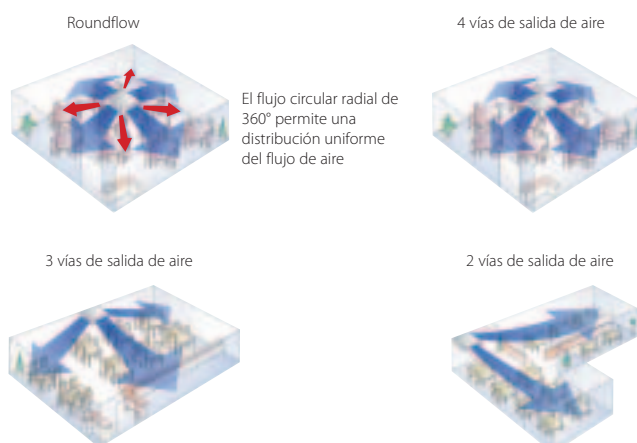 Roundflow
4 vías de salida de aire
El flujo circular radial de
360° permite una
distribución uniforme
del flujo de aire
3 vías de salida de aire
2 vías de salida de aire